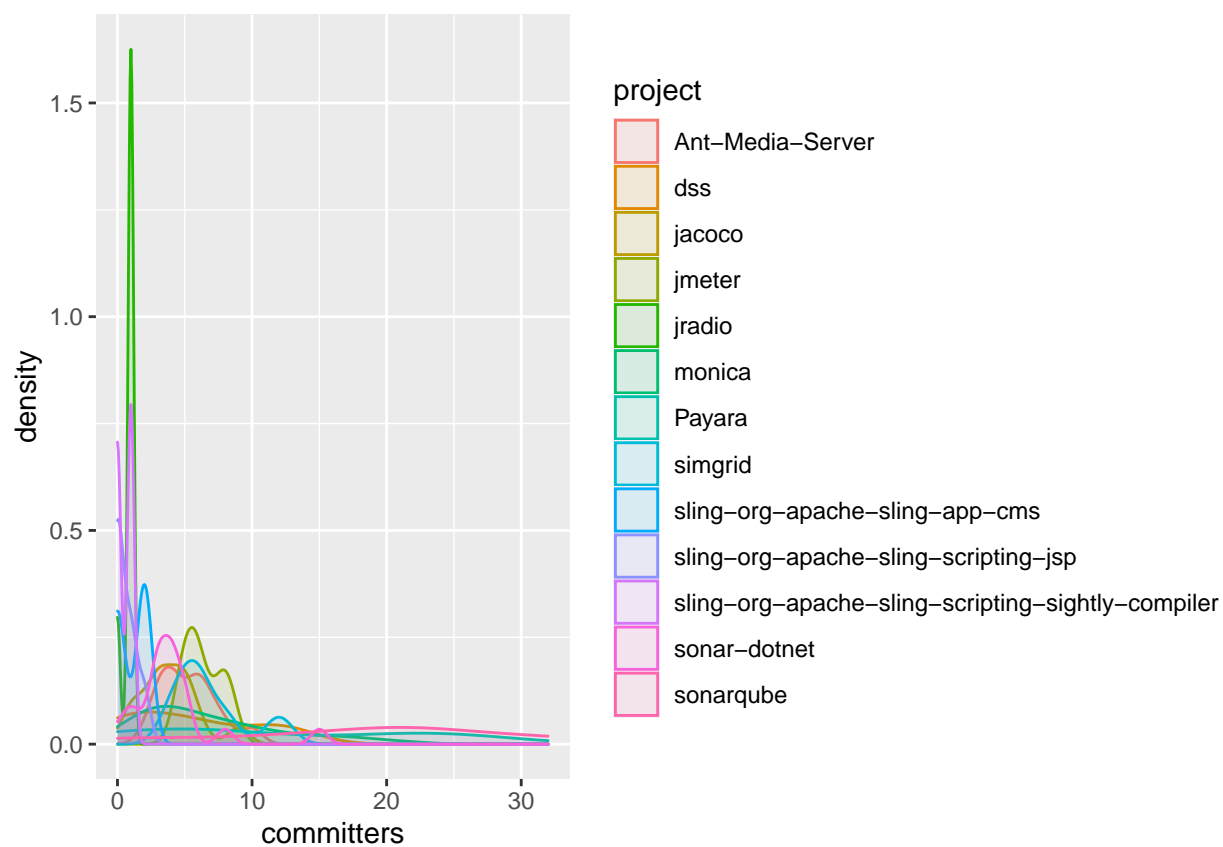 1.5
1.0
0.5
0.0
density
0 10 20 30
committers
project
Ant−Media−Server
dss
jacoco
jmeter
jradio
monica
Payara
simgrid
sling−org−apache−sling−app−cms
sling−org−apache−sling−scripting−jsp
sling−org−apache−sling−scripting−sightly−compiler
sonar−dotnet
sonarqube